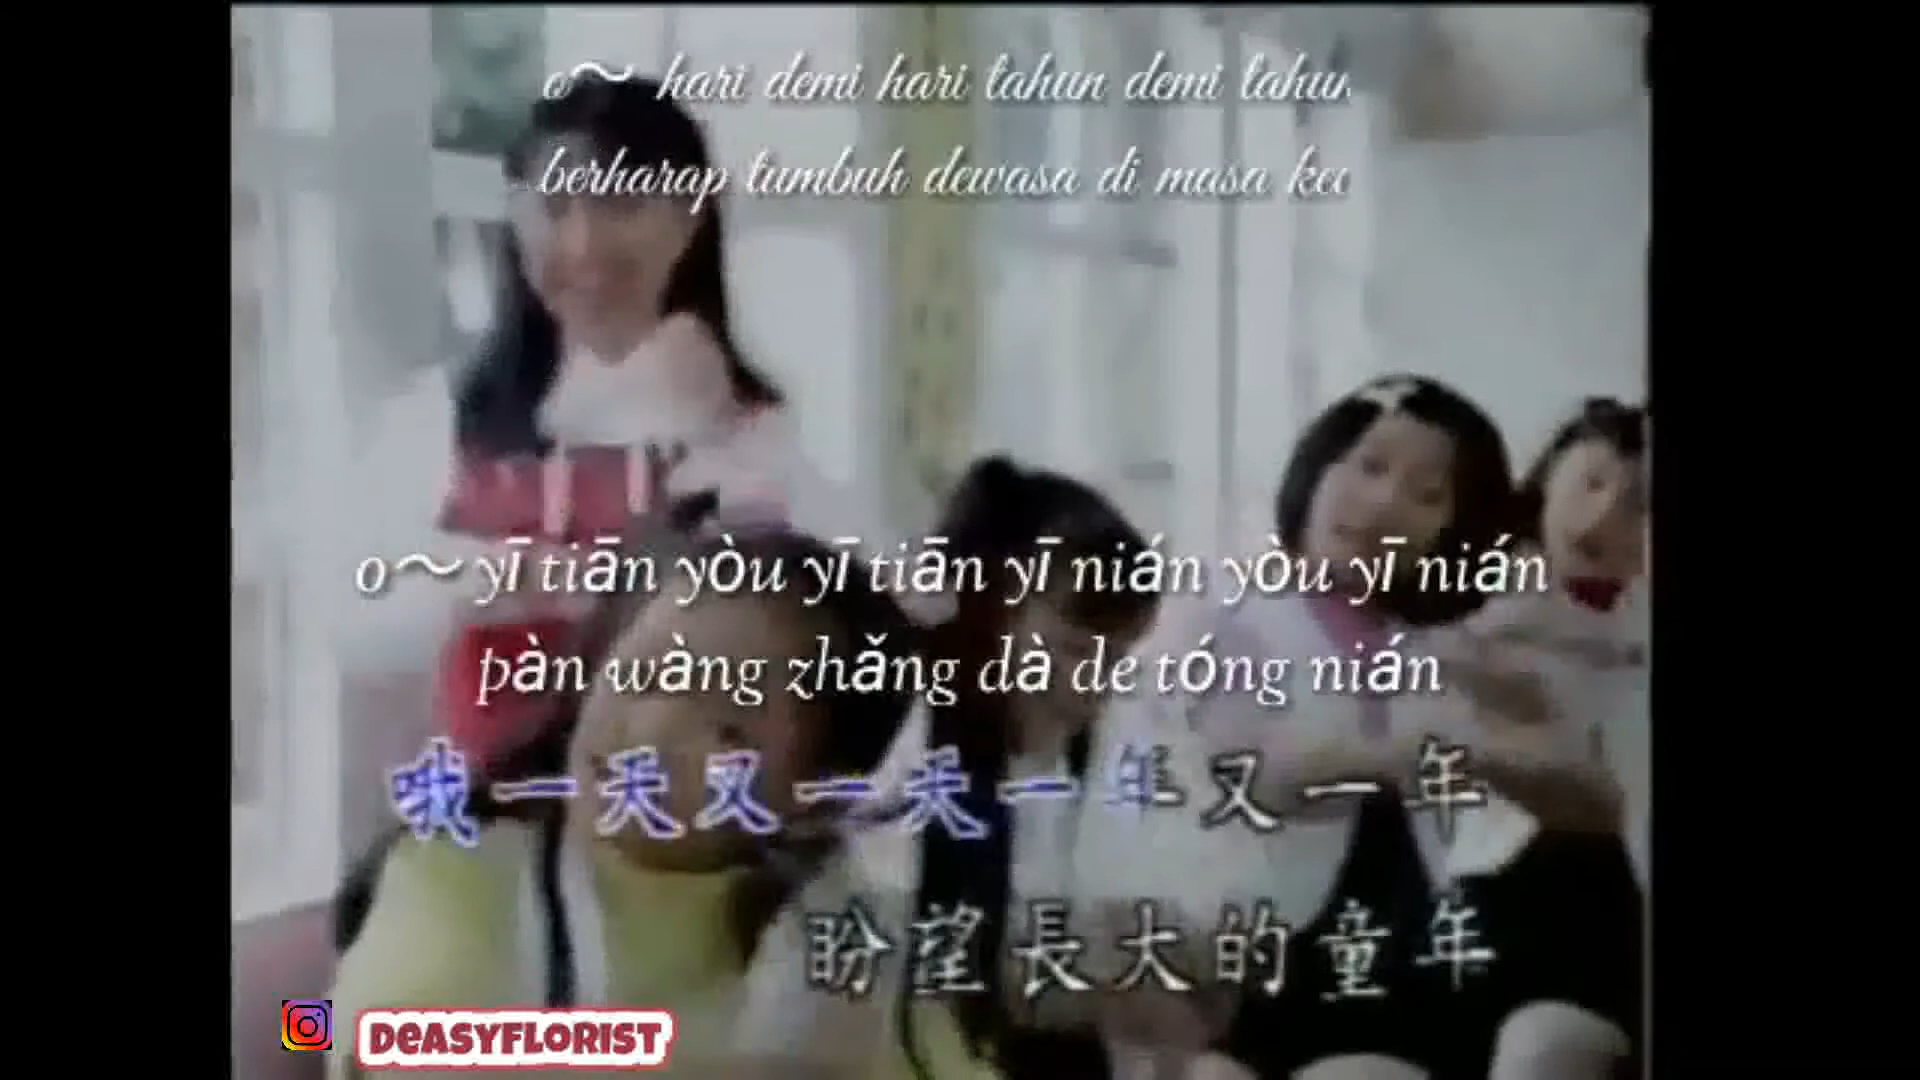 o～ hari demi hari tahun demi tahun
berharap tumbuh dewasa di masa kec
o～yī tiān yòu yī tiān yī nián yòu yī nián
pàn wàng zhǎng dà de tóng nián
哦一天又一天一年又一年
盼望長大的童年
DEASYFLORIST